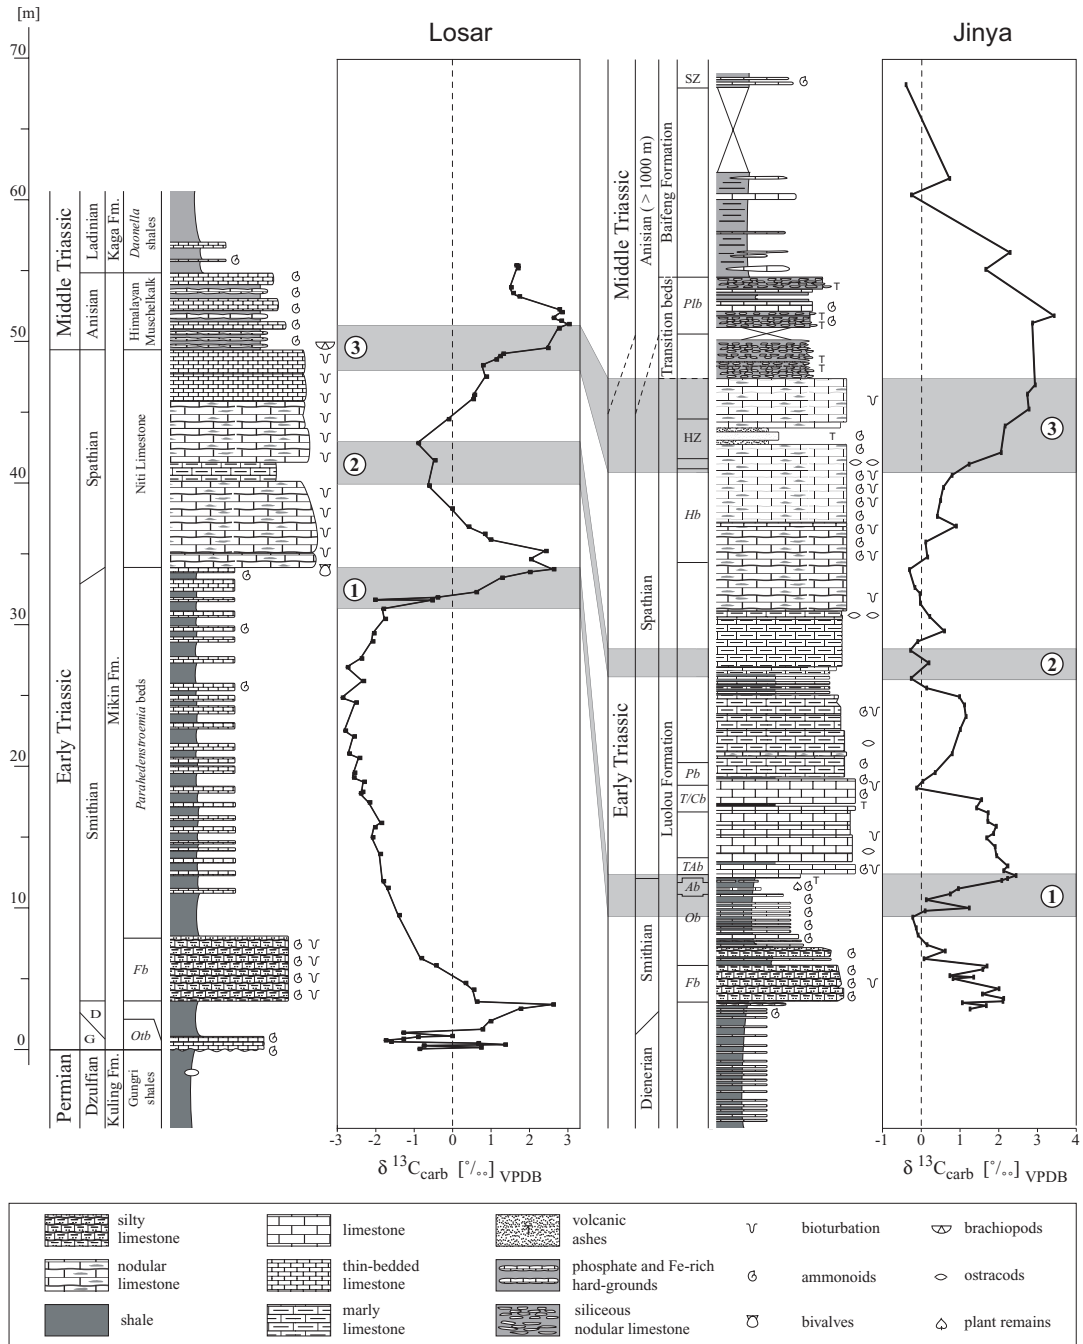 [m]
Losar
Jinya
70
60
50
40
30
20
10
0
Middle Triassic
Early Triassic
Permian
Ladinian
Anisian
Spathian
Smithian
D
G
Dzulfian
Kaga Fm.
Mikin Fm.
Kuling Fm.
Daonella
shales
Himalayan
Muschelkalk
Niti Limestone
Parahedenstroemia beds
Fb
Otb
Gungri
shales
3
2
1
-3
-2
-1
0
1
2
3
δ 13Ccarb [°/°°] VPDB
Middle Triassic
Early Triassic
Anisian ( > 1000 m)
Spathian
Smithian
Dienerian
Baifeng Formation
Transition beds
Luolou Formation
SZ
Plb
HZ
Hb
Pb
T/Cb
TAb
Ab
Ob
Fb
T
T
T
T
T
T
T
3
2
1
-1
0
1
2
3
4
δ 13Ccarb [°/°°] VPDB
silty
limestone
limestone
volcanic
ashes
bioturbation
brachiopods
nodular
limestone
thin-bedded
limestone
phosphate and Fe-rich
hard-grounds
ammonoids
ostracods
shale
marly
limestone
siliceous
nodular limestone
bivalves
plant remains